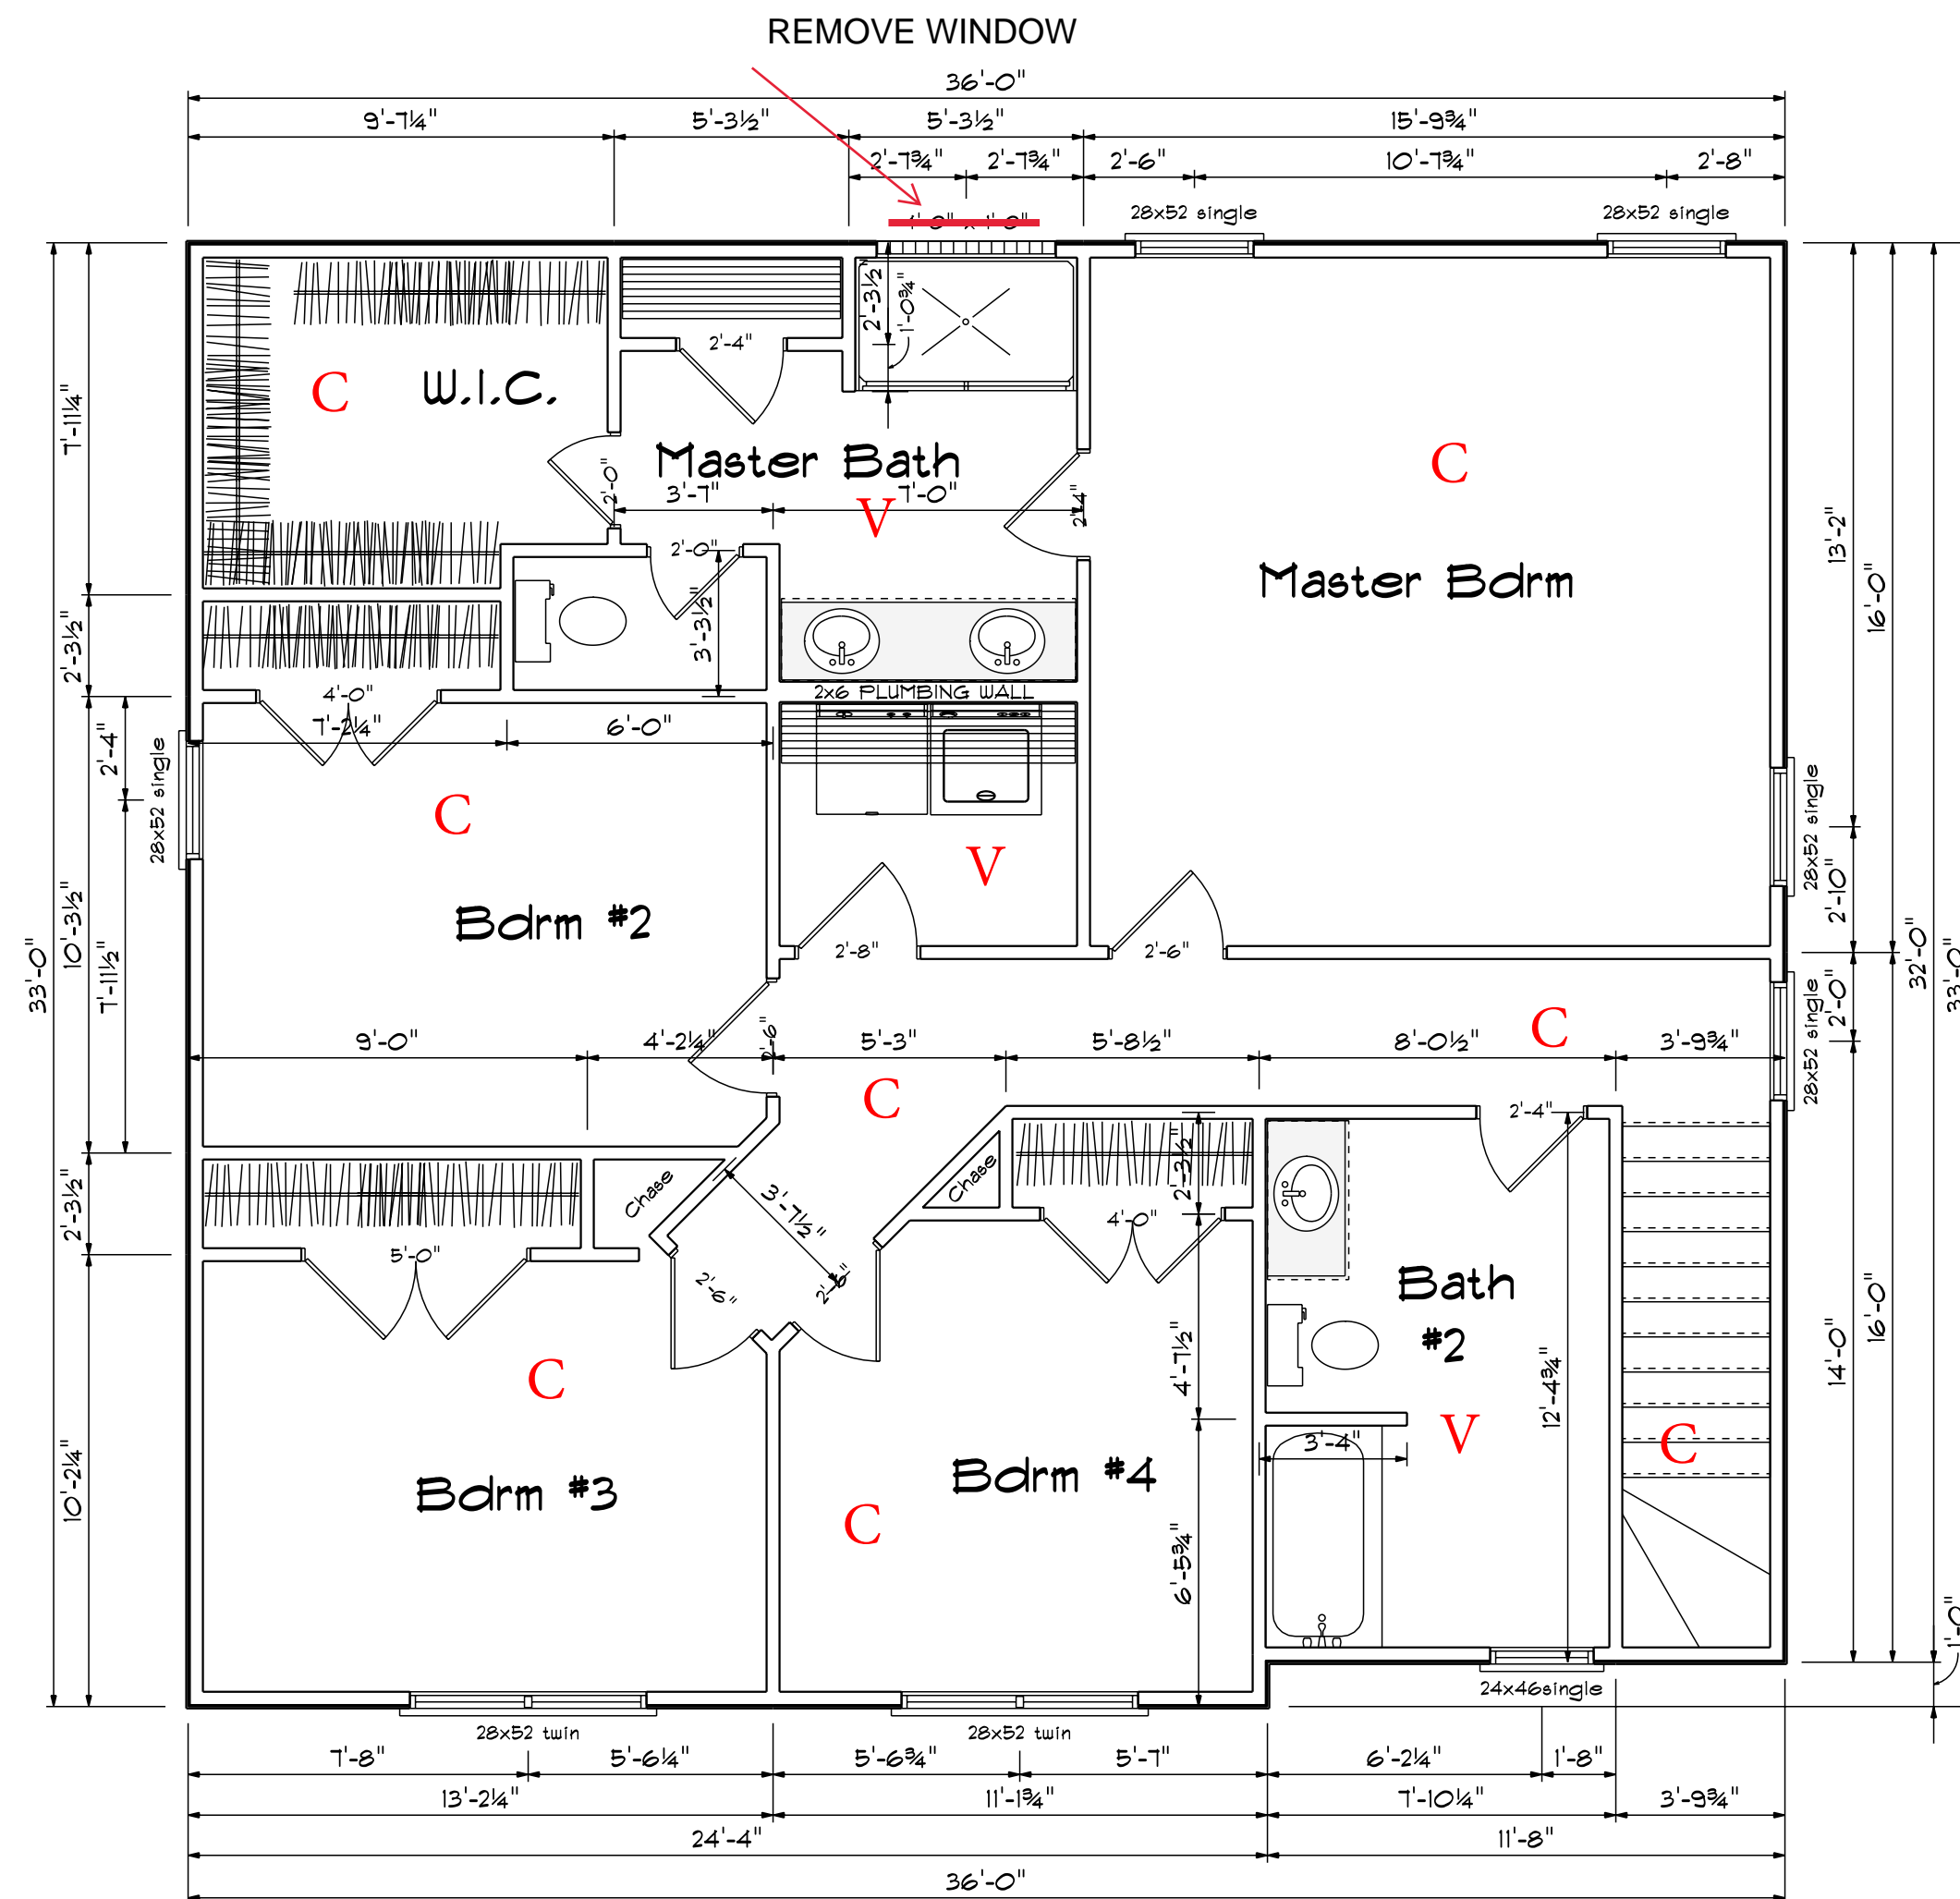 REMOVE WINDOW
36'-0"
9'-7¼" 5'-3½" 5'-3½" 15'-9¾"
2'-7¾" 2'-7¾" 2'-6" 10'-7¾" 2'-8"
28x52 single 28x52 single
2'-3½"
1'-0¾"
2'-4"
C W.I.C.
7'-11¼"
Master Bath
C
2'-0" 3'-7" V 7'-0" 2'-4"
13'-2"
2'-0"
Master Bdrm
16'-0"
3'-3½"
2'-3½"
4'-0" 2x6 PLUMBING WALL
7'-2¼" 6'-0"
2'-4"
28x52 single
C
28x52 single
V
2'-10"
10'-3½"
Bdrm #2
7'-11½"
33'-0"
2'-8" 2'-6"
32'-0"
33'-0"
2'-0"
28x52 single
C
9'-0" 4'-2¼" 2'-6" 5'-3" 5'-8½" 8'-0½" 3'-9¾"
C
2'-4"
2'-3½"
Chase Chase
2'-3½"
3'-7½"
4'-0"
5'-0"
2'-6" 2'-6"
Bath
#2
16'-0"
14'-0"
4'-7½"
12'-4¾"
C
V
C
3'-4"
10'-2¼"
Bdrm #3 Bdrm #4
C
6'-5¾"
1'-0"
24x46single
28x52 twin 28x52 twin
7'-8" 5'-6¼" 5'-6¾" 5'-7" 6'-2¼" 1'-8"
13'-2¼" 11'-1¾" 7'-10¼" 3'-9¾"
24'-4" 11'-8"
36'-0"